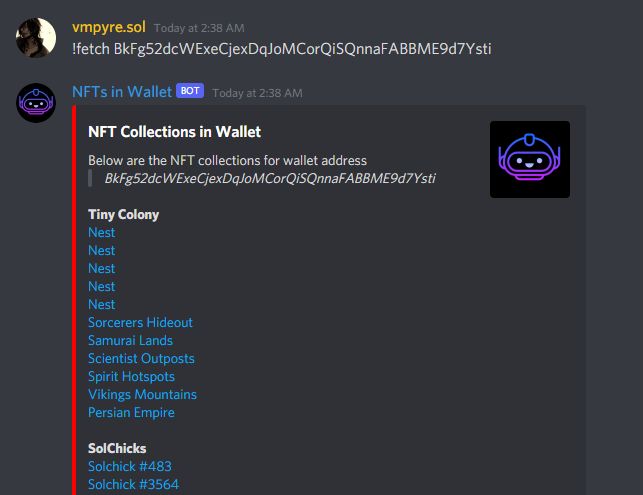 vmpyre.sol Today at 2:38 AM
!fetch BkFg52dcWExeCjexDqJoMCorQiSQnnaFABBME9d7Ysti
NFTs in Wallet BOT Today at 2:38 AM
NFT Collections in Wallet
Below are the NFT collections for wallet address
BkFg52dcWExeCjexDqJoMCorQiSQnnaFABBME9d7Ysti
Tiny Colony
Nest
Nest
Nest
Nest
Nest
Sorcerers Hideout
Samurai Lands
Scientist Outposts
Spirit Hotspots
Vikings Mountains
Persian Empire
SolChicks
Solchick #483
Solchick #3564